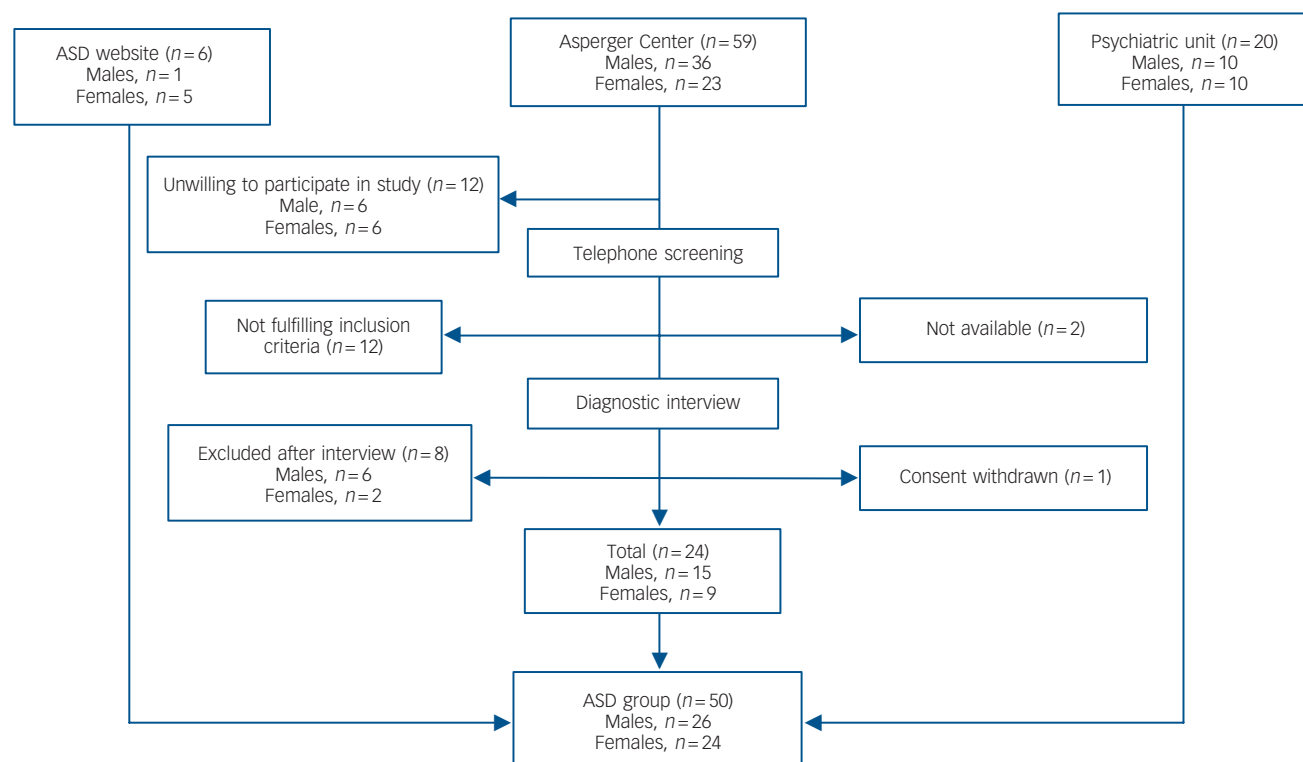 ASD website (n=6)
Males, n=1
Females, n=5
Asperger Center (n=59)
Males, n=36
Females, n=23
Psychiatric unit (n=20)
Males, n=10
Females, n=10
Unwilling to participate in study (n=12)
Male, n=6
Females, n=6
Telephone screening
Not fulfilling inclusion
criteria (n=12)
Not available (n=2)
Diagnostic interview
Excluded after interview (n=8)
Males, n=6
Females, n=2
Consent withdrawn (n=1)
Total (n=24)
Males, n=15
Females, n=9
ASD group (n=50)
Males, n=26
Females, n=24